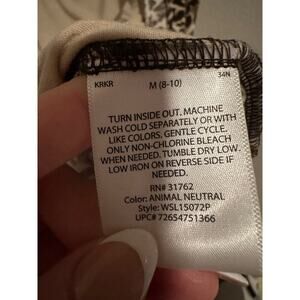 KRKR M (8-10) 34N
TURN INSIDE OUT. MACHINE
WASH COLD SEPARATELY OR WITH
LIKE COLORS. GENTLE CYCLE.
ONLY NON-CHLORINE BLEACH
WHEN NEEDED. TUMBLE DRY LOW.
LOW IRON ON REVERSE SIDE IF
NEEDED.
RN# 31762
Color: ANIMAL NEUTRAL
Style: WSL15072P
UPC# 72654751366